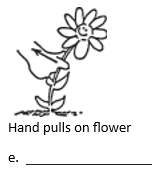 Hand pulls on flower
e.